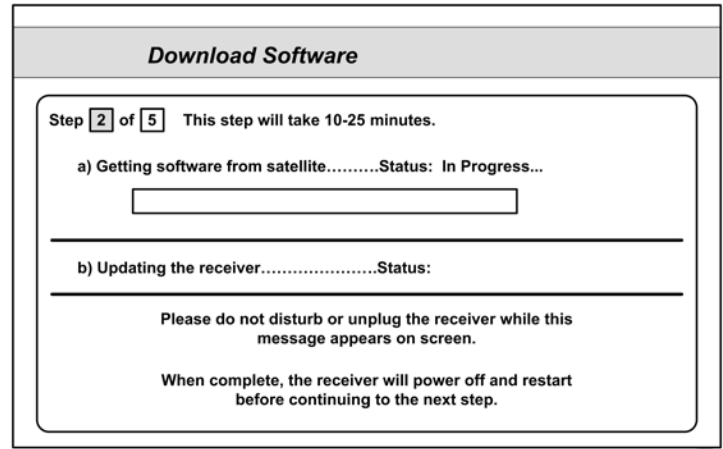 Download Software
Step 2 of 5 This step will take 10-25 minutes.
a) Getting software from satellite..........Status: In Progress...
b) Updating the receiver......................Status:
Please do not disturb or unplug the receiver while this
message appears on screen.
When complete, the receiver will power off and restart
before continuing to the next step.